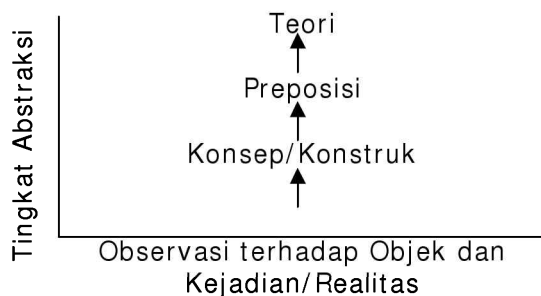 Teori
Preposisi
Konsep/Konstruk
Tingkat Abstraksi
Observasi terhadap Objek dan
Kejadian/Realitas